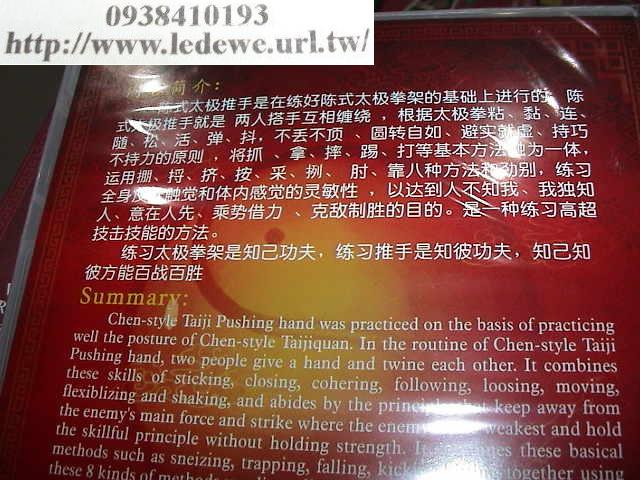 0938410193
http://www.ledewe.url.tw/
简介：
陈式太极推手是在练好陈式太极拳架的基础上进行的，陈
式太极推手就是 两人搭手互相缠绕，根据太极拳粘、黏、连、
随、松、活、弹、抖，不丢不顶 、圆转自如、避实就虚、持巧
不持力的原则，将抓 、拿、摔、踢、打等基本方法融为一体，
运用掤、捋、挤、按、采、挒、 肘、靠八种方法和劲别，练习
全身皮肤触觉和体内感觉的灵敏性，以达到人不知我、我独知
人、意在人先、乘势借力 、克敌制胜的目的。是一种练习高超
技击技能的方法。
练习太极拳架是知己功夫，练习推手是知彼功夫，知己知
彼方能百战百胜
Summary:
Chen-style Taiji Pushing hand was practiced on the basis of practicing
well the posture of Chen-style Taijiquan. In the routine of Chen-style Taiji
Pushing hand, two people give a hand and twine each other. It combines
these skills of sticking, closing, cohering, following, loosing, moving,
flexiblizing and shaking, and abides by the principle that keep away from
the enemy's main force and strike where the enemy weakest and hold
the skillful principle without holding strength. It these basical
methods such as sneizing, trapping, falling, together using
these 8 kinds of methods